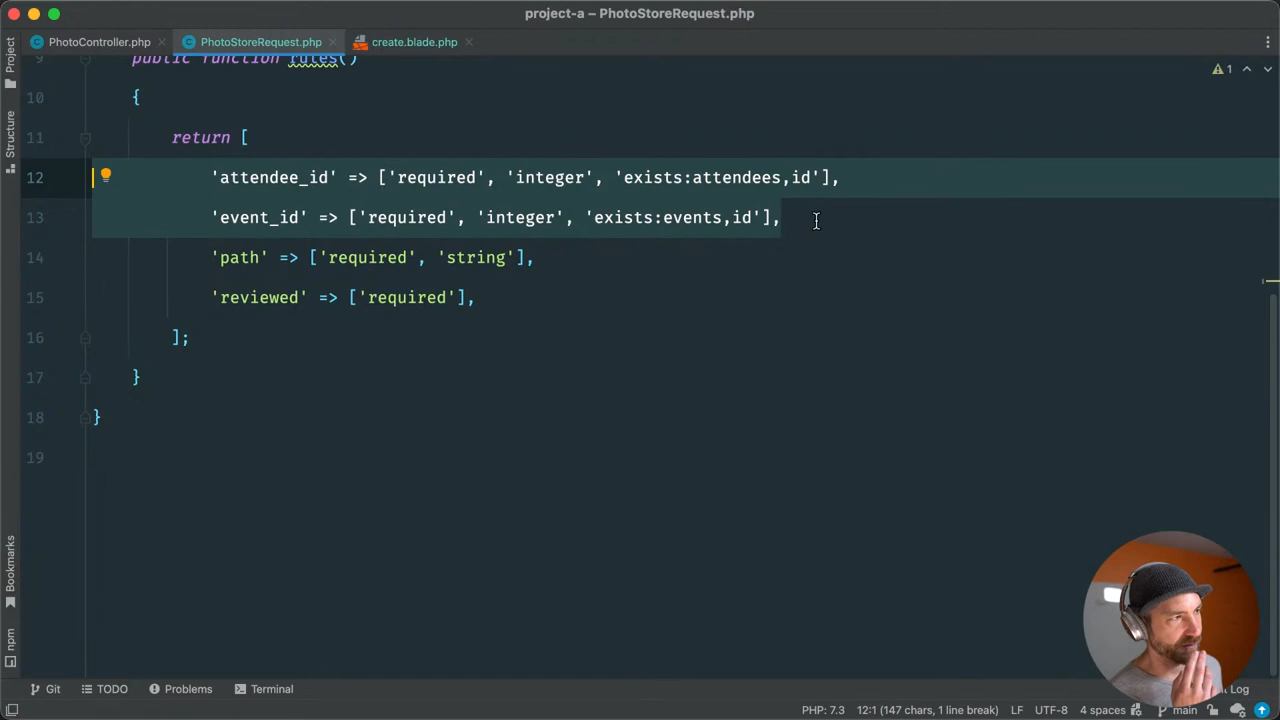 project-a – PhotoStoreRequest.php
PhotoController.php
PhotoStoreRequest.php
create.blade.php
Project
Structure
Bookmarks
npm
1
9 public function rules()
10 {
11 return [
12 'attendee_id' => ['required', 'integer', 'exists:attendees,id'],
13 'event_id' => ['required', 'integer', 'exists:events,id'],
14 'path' => ['required', 'string'],
15 'reviewed' => ['required'],
16 ];
17 }
18 }
19
Git TODO Problems Terminal Log
PHP: 7.3 12:1 (147 chars, 1 line break) LF UTF-8 4 spaces main